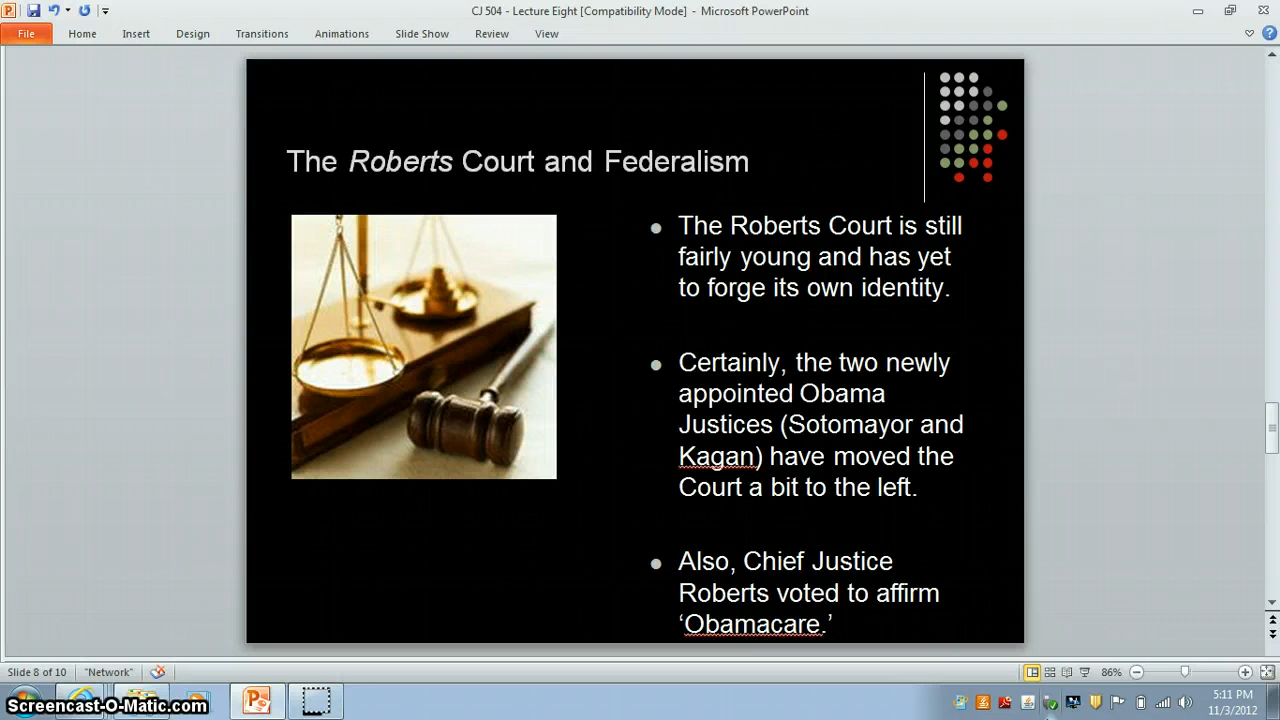 CJ 504 - Lecture Eight [Compatibility Mode] - Microsoft PowerPoint
File Home Insert Design Transitions Animations Slide Show Review View
The Roberts Court and Federalism
The Roberts Court is still
fairly young and has yet
to forge its own identity.
Certainly, the two newly
appointed Obama
Justices (Sotomayor and
Kagan) have moved the
Court a bit to the left.
Also, Chief Justice
Roberts voted to affirm
‘Obamacare.’
Slide 8 of 10 "Network" 86%
Screencast-O-Matic.com
5:11 PM
11/3/2012